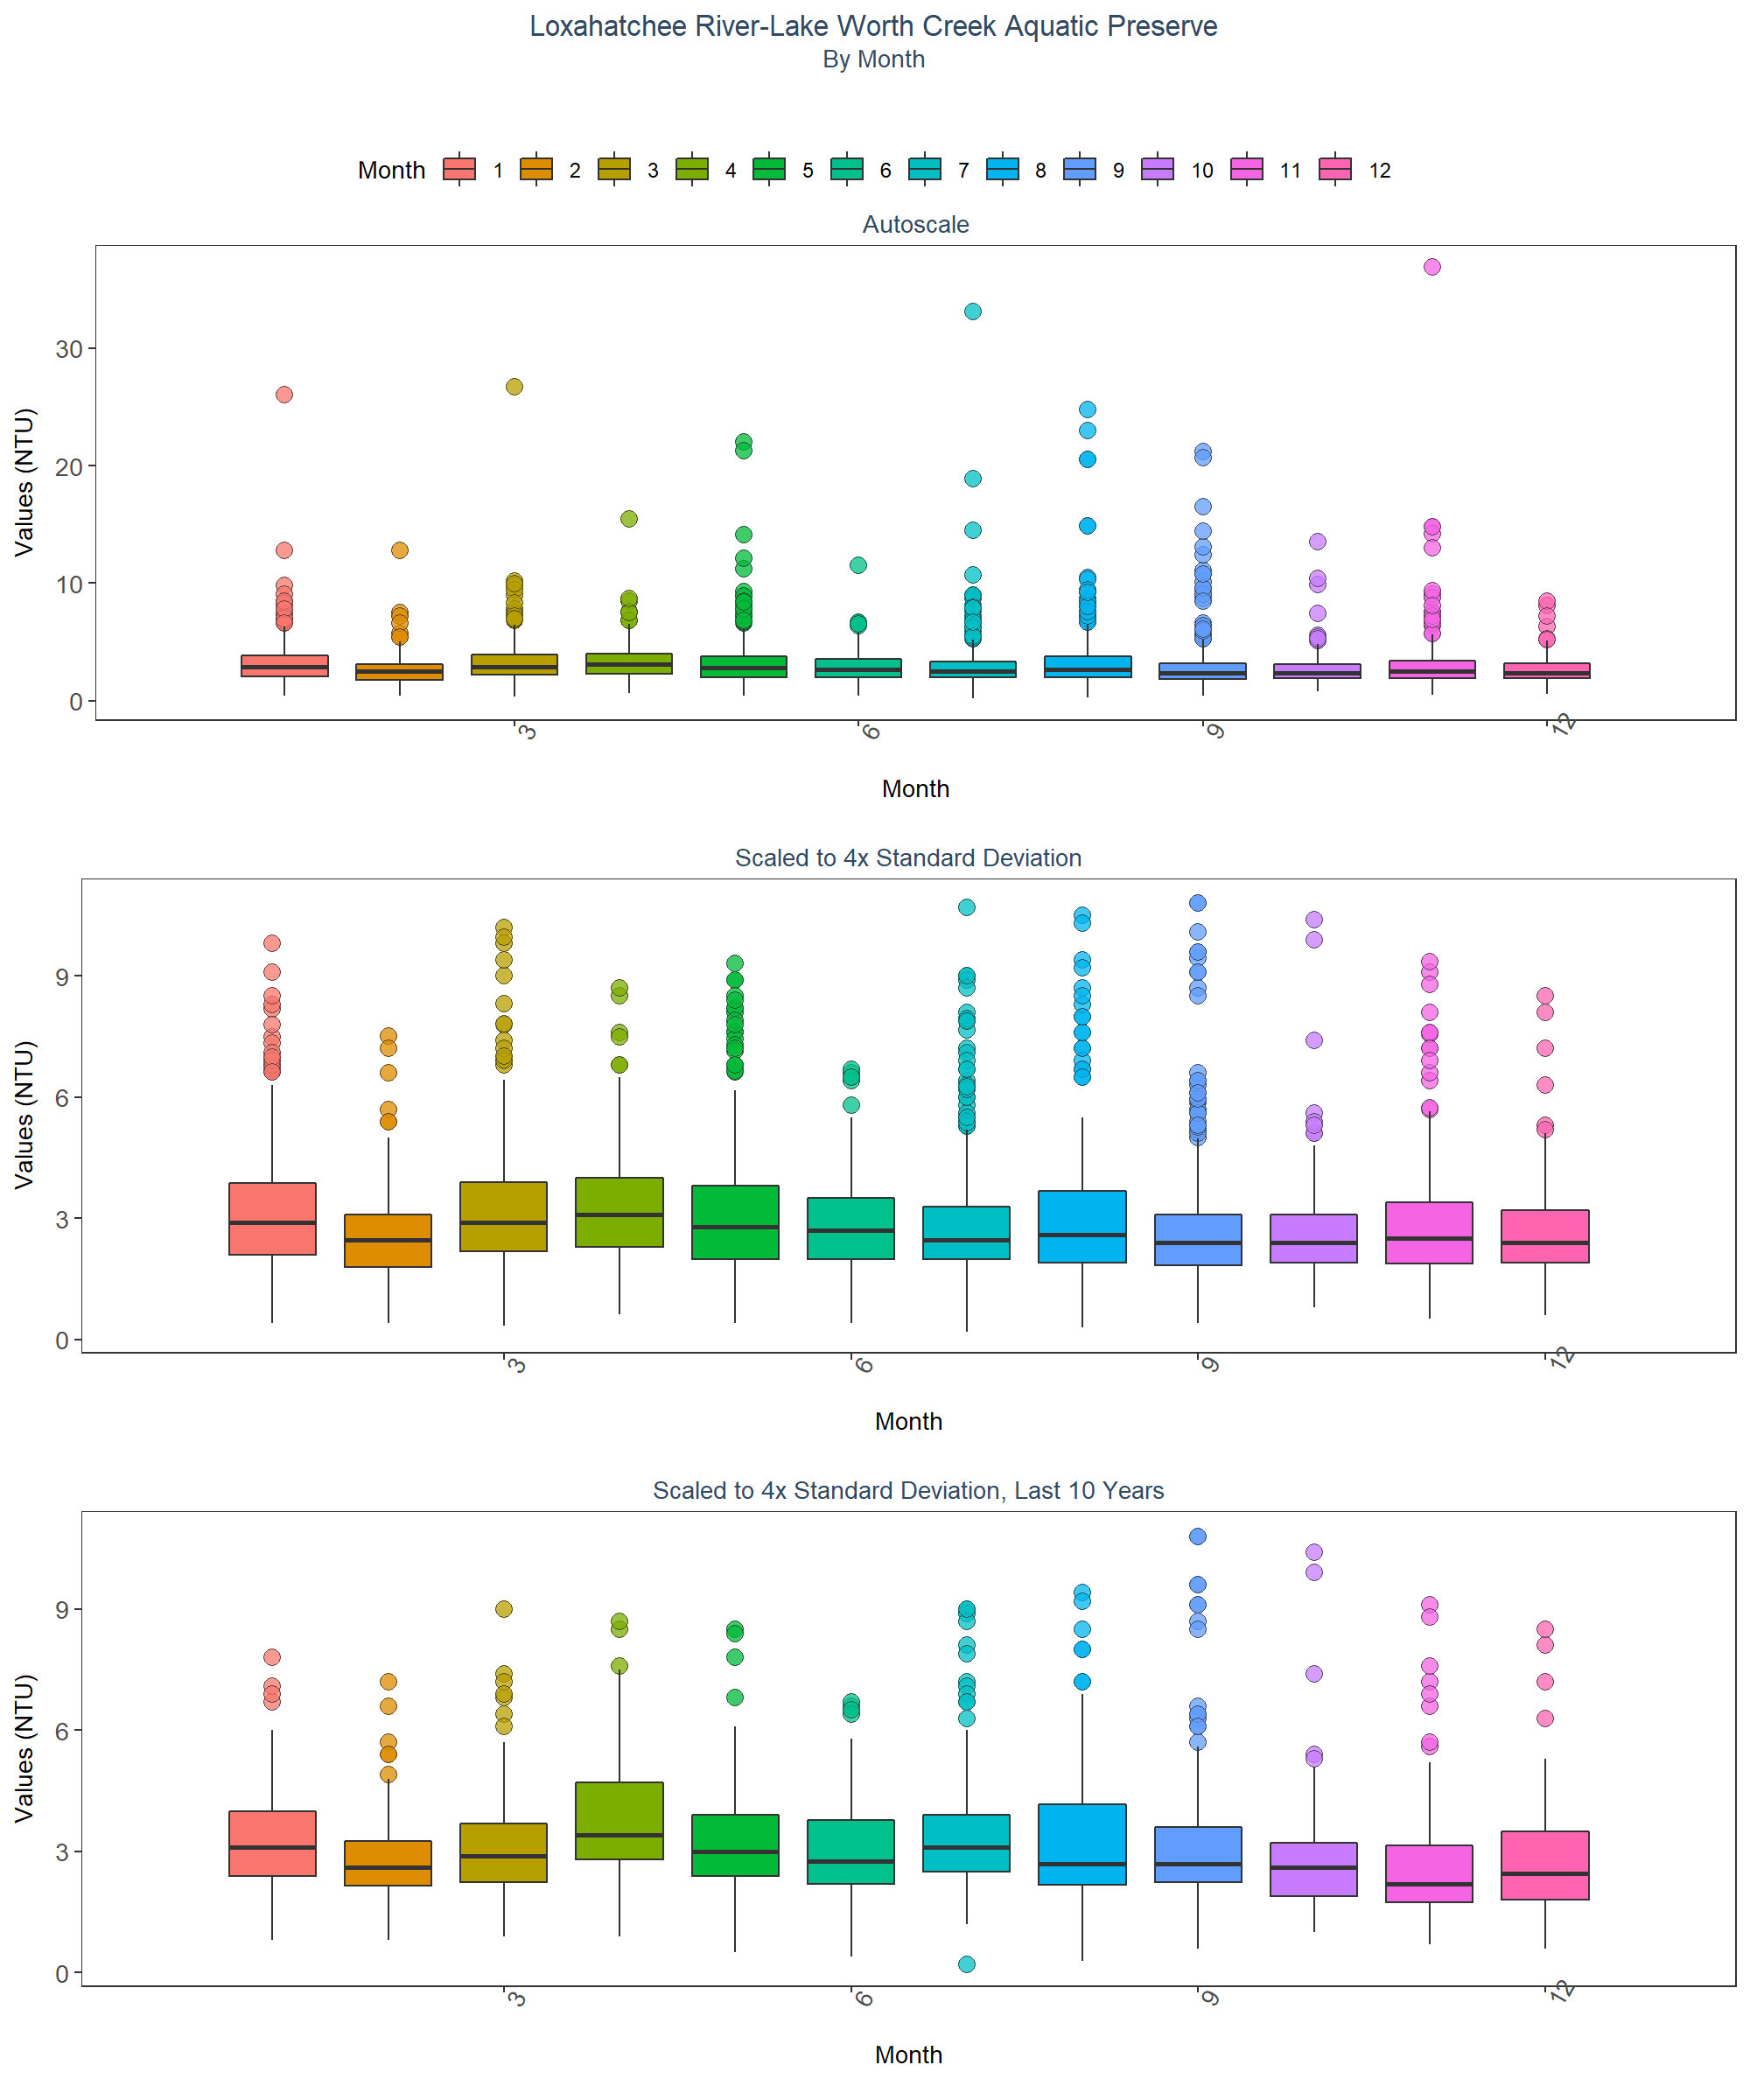 Loxahatchee River-Lake Worth Creek Aquatic Preserve
By Month
Month 1 2 3 4 5 6 7 8 9 10 11 12
Autoscale
Values (NTU)
30
20
10
0
3 6 9 12
Month
Scaled to 4x Standard Deviation
Values (NTU)
9
6
3
0
3 6 9 12
Month
Scaled to 4x Standard Deviation, Last 10 Years
Values (NTU)
9
6
3
0
3 6 9 12
Month